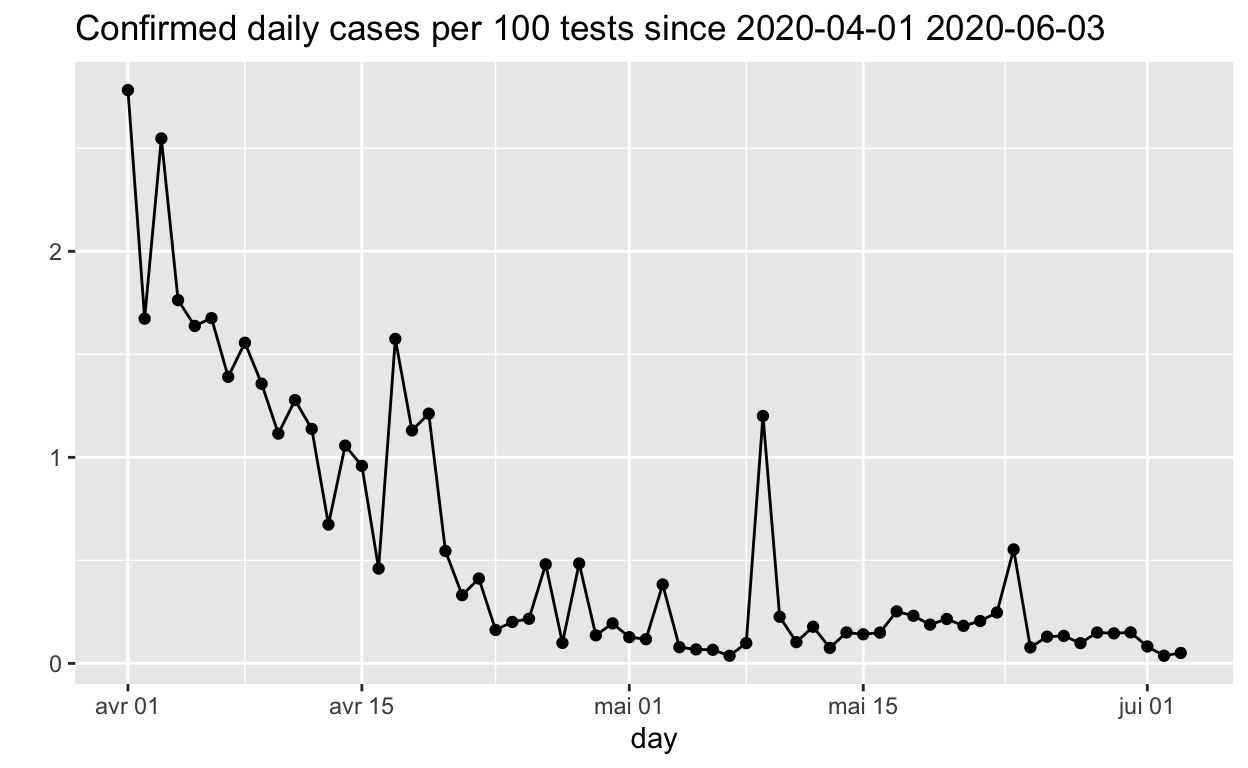 Confirmed daily cases per 100 tests since 2020-04-01 2020-06-03
2
1
0
avr 01
avr 15
mai 01
mai 15
jui 01
day